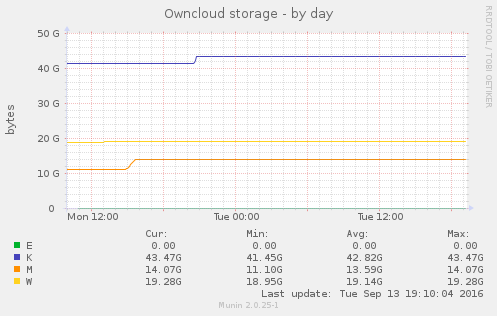 Owncloud storage - by day
RRDTOOL / TOBI OETIKER
bytes
50 G
40 G
30 G
20 G
10 G
0
Mon 12:00 Tue 00:00 Tue 12:00
Cur: Min: Avg: Max:
E 0.00 0.00 0.00 0.00
K 43.47G 41.45G 42.82G 43.47G
M 14.07G 11.10G 13.59G 14.07G
W 19.28G 18.95G 19.14G 19.28G
Last update: Tue Sep 13 19:10:04 2016
Munin 2.0.25-1